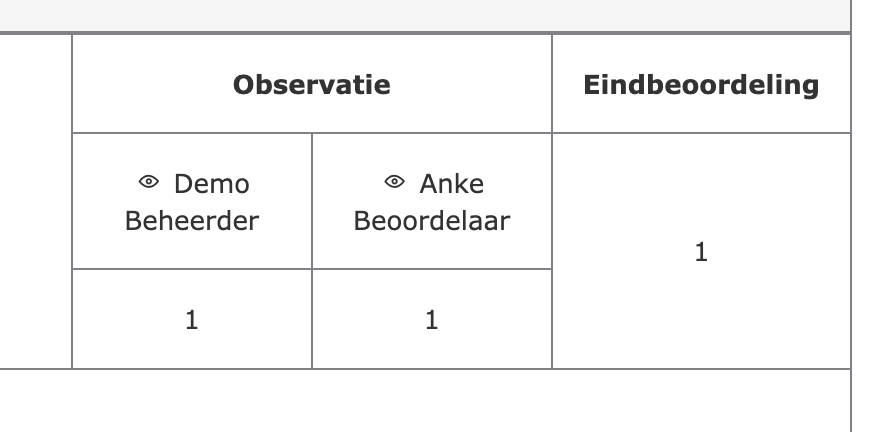 Observatie
Eindbeoordeling
Demo
Beheerder
Anke
Beoordelaar
1
1
1